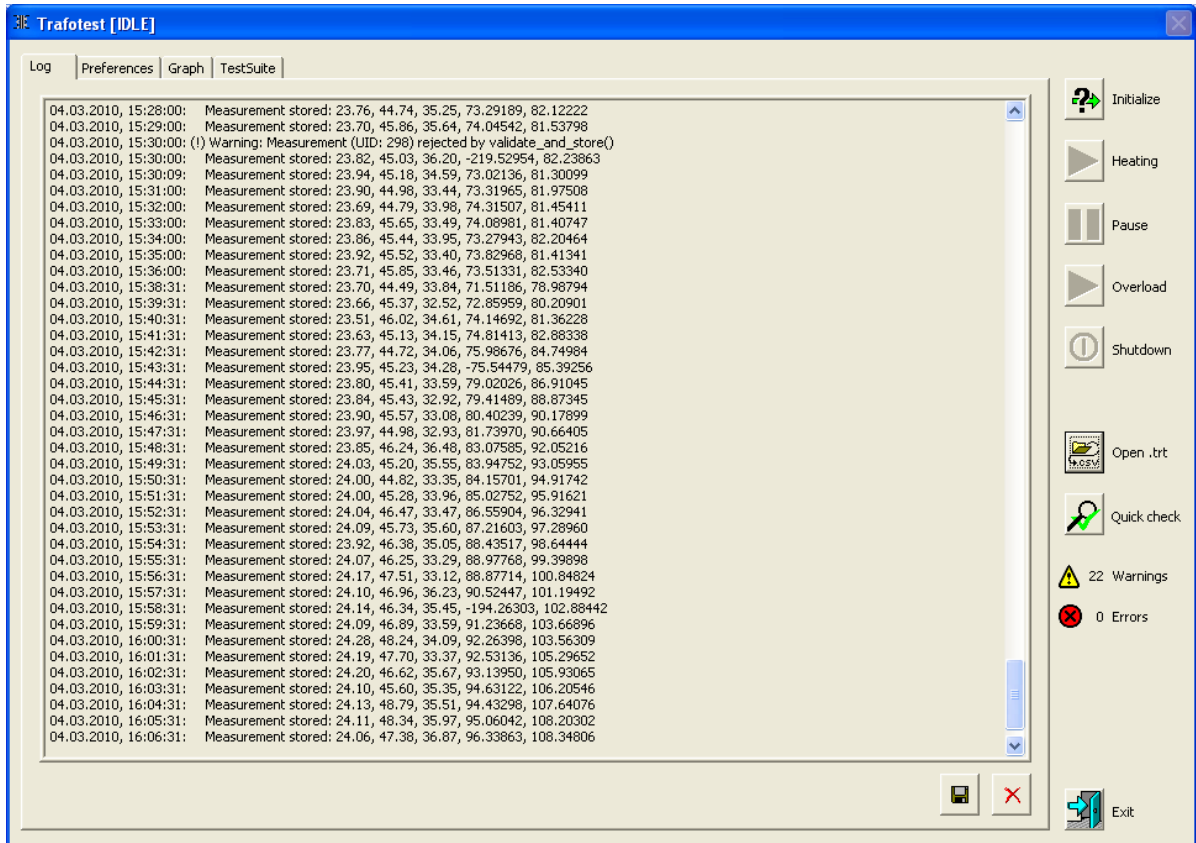 Trafotest [IDLE]
Log Preferences Graph TestSuite
04.03.2010, 15:28:00: Measurement stored: 23.76, 44.74, 35.25, 73.29189, 82.12222
04.03.2010, 15:29:00: Measurement stored: 23.70, 45.86, 35.64, 74.04542, 81.53798
04.03.2010, 15:30:00: (!) Warning: Measurement (UID: 298) rejected by validate_and_store()
04.03.2010, 15:30:00: Measurement stored: 23.82, 45.03, 36.20, -219.52954, 82.23863
04.03.2010, 15:30:09: Measurement stored: 23.94, 45.18, 34.59, 73.02136, 81.30099
04.03.2010, 15:31:00: Measurement stored: 23.90, 44.98, 33.44, 73.31965, 81.97508
04.03.2010, 15:32:00: Measurement stored: 23.69, 44.79, 33.98, 74.31507, 81.45411
04.03.2010, 15:33:00: Measurement stored: 23.83, 45.65, 33.49, 74.08981, 81.40747
04.03.2010, 15:34:00: Measurement stored: 23.86, 45.44, 33.95, 73.27943, 82.20464
04.03.2010, 15:35:00: Measurement stored: 23.92, 45.52, 33.40, 73.82968, 81.41341
04.03.2010, 15:36:00: Measurement stored: 23.71, 45.85, 33.46, 73.51331, 82.53340
04.03.2010, 15:38:31: Measurement stored: 23.70, 44.49, 33.84, 71.51186, 78.98794
04.03.2010, 15:39:31: Measurement stored: 23.66, 45.37, 32.52, 72.85959, 80.20901
04.03.2010, 15:40:31: Measurement stored: 23.51, 46.02, 34.61, 74.14692, 81.36228
04.03.2010, 15:41:31: Measurement stored: 23.63, 45.13, 34.15, 74.81413, 82.88338
04.03.2010, 15:42:31: Measurement stored: 23.77, 44.72, 34.06, 75.98676, 84.74984
04.03.2010, 15:43:31: Measurement stored: 23.95, 45.23, 34.28, -75.54479, 85.39256
04.03.2010, 15:44:31: Measurement stored: 23.80, 45.41, 33.59, 79.02026, 86.91045
04.03.2010, 15:45:31: Measurement stored: 23.84, 45.43, 32.92, 79.41489, 88.87345
04.03.2010, 15:46:31: Measurement stored: 23.90, 45.57, 33.08, 80.40239, 90.17899
04.03.2010, 15:47:31: Measurement stored: 23.97, 44.98, 32.93, 81.73970, 90.66405
04.03.2010, 15:48:31: Measurement stored: 23.85, 46.24, 36.48, 83.07585, 92.05216
04.03.2010, 15:49:31: Measurement stored: 24.03, 45.20, 35.55, 83.94752, 93.05955
04.03.2010, 15:50:31: Measurement stored: 24.00, 44.82, 33.35, 84.15701, 94.91742
04.03.2010, 15:51:31: Measurement stored: 24.00, 45.28, 33.96, 85.02752, 95.91621
04.03.2010, 15:52:31: Measurement stored: 24.04, 46.47, 33.47, 86.55904, 96.32941
04.03.2010, 15:53:31: Measurement stored: 24.09, 45.73, 35.60, 87.21603, 97.28960
04.03.2010, 15:54:31: Measurement stored: 23.92, 46.38, 35.05, 88.43517, 98.64444
04.03.2010, 15:55:31: Measurement stored: 24.07, 46.25, 33.29, 88.97768, 99.39898
04.03.2010, 15:56:31: Measurement stored: 24.17, 47.51, 33.12, 88.87714, 100.84824
04.03.2010, 15:57:31: Measurement stored: 24.10, 46.96, 36.23, 90.52447, 101.19492
04.03.2010, 15:58:31: Measurement stored: 24.14, 46.34, 35.45, -194.26303, 102.88442
04.03.2010, 15:59:31: Measurement stored: 24.09, 46.89, 33.59, 91.23668, 103.66896
04.03.2010, 16:00:31: Measurement stored: 24.28, 48.24, 34.09, 92.26398, 103.56309
04.03.2010, 16:01:31: Measurement stored: 24.19, 47.70, 33.37, 92.53136, 105.29652
04.03.2010, 16:02:31: Measurement stored: 24.20, 46.62, 35.67, 93.13950, 105.93065
04.03.2010, 16:03:31: Measurement stored: 24.10, 45.60, 35.35, 94.63122, 106.20546
04.03.2010, 16:04:31: Measurement stored: 24.13, 48.79, 35.51, 94.43298, 107.64076
04.03.2010, 16:05:31: Measurement stored: 24.11, 48.34, 35.97, 95.06042, 108.20302
04.03.2010, 16:06:31: Measurement stored: 24.06, 47.38, 36.87, 96.33863, 108.34806
Initialize
Heating
Pause
Overload
Shutdown
.csv
Open .trt
Quick check
22 Warnings
0 Errors
Exit